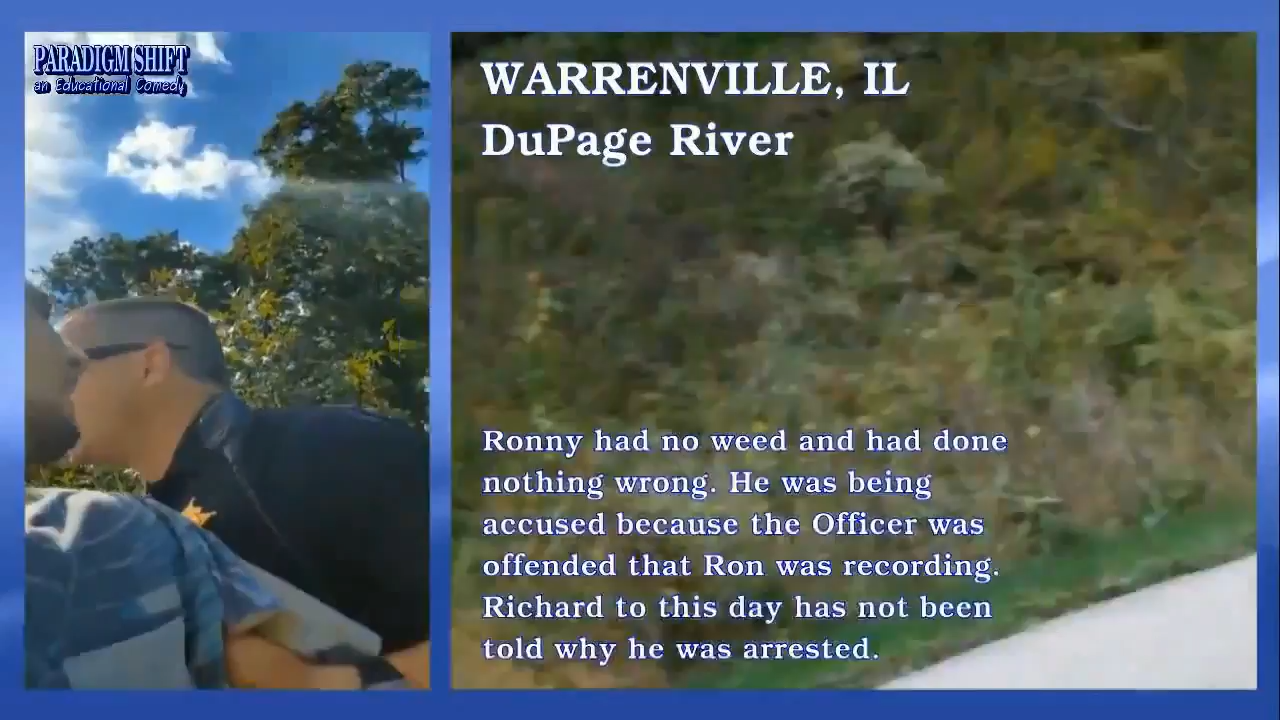 PARADIGM SHIFT
an Educational Comedy
WARRENVILLE, IL
DuPage River
Ronny had no weed and had done
nothing wrong. He was being
accused because the Officer was
offended that Ron was recording.
Richard to this day has not been
told why he was arrested.